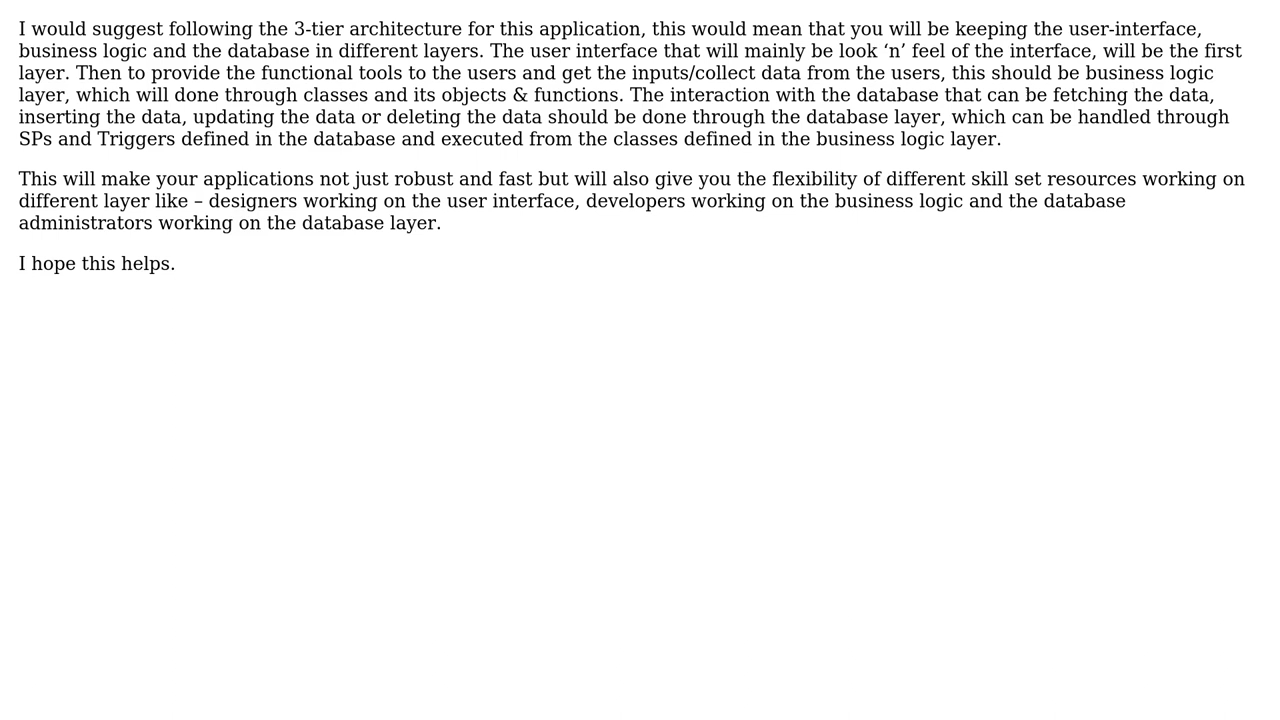 I would suggest following the 3-tier architecture for this application, this would mean that you will be keeping the user-interface,
business logic and the database in different layers. The user interface that will mainly be look ‘n’ feel of the interface, will be the first
layer. Then to provide the functional tools to the users and get the inputs/collect data from the users, this should be business logic
layer, which will done through classes and its objects & functions. The interaction with the database that can be fetching the data,
inserting the data, updating the data or deleting the data should be done through the database layer, which can be handled through
SPs and Triggers defined in the database and executed from the classes defined in the business logic layer.
This will make your applications not just robust and fast but will also give you the flexibility of different skill set resources working on
different layer like – designers working on the user interface, developers working on the business logic and the database
administrators working on the database layer.
I hope this helps.